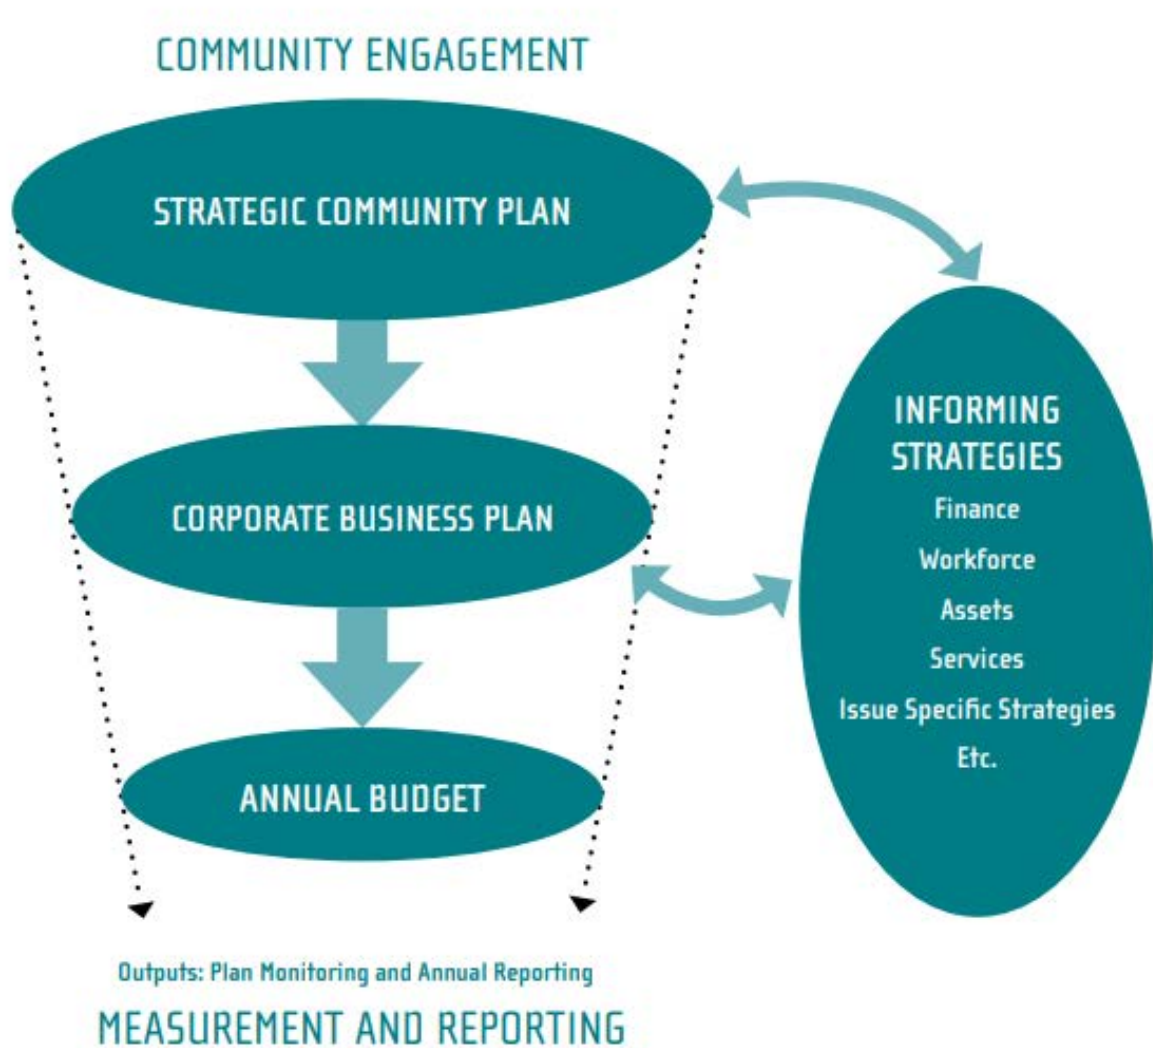 COMMUNITY ENGAGEMENT
STRATEGIC COMMUNITY PLAN
CORPORATE BUSINESS PLAN
ANNUAL BUDGET
INFORMING
STRATEGIES
Finance
Workforce
Assets
Services
Issue Specific Strategies
Etc.
Outputs: Plan Monitoring and Annual Reporting
MEASUREMENT AND REPORTING